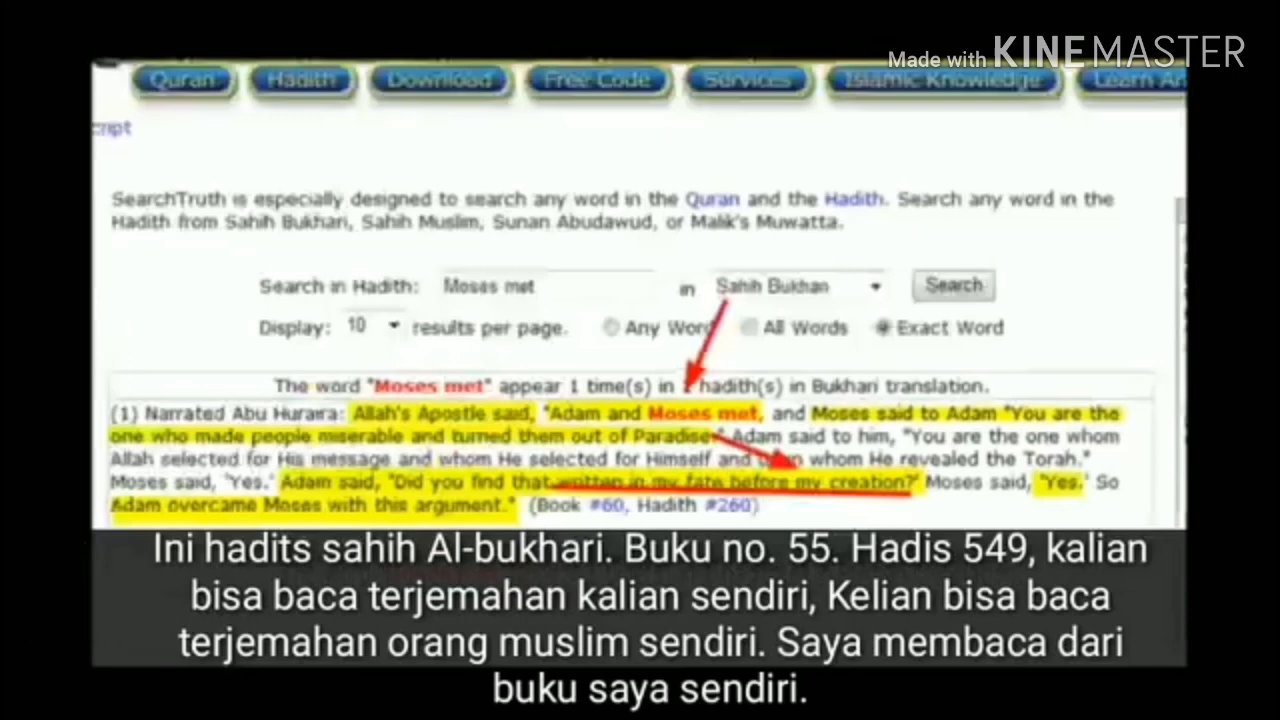 Made with KINEMASTER
Quran Hadith Download Free Code Services Islamic Knowledge Learn
cript
SearchTruth is especially designed to search any word in the Quran and the Hadith. Search any word in the
Hadith from Sahih Bukhari, Sahih Muslim, Sunan Abudawud, or Malik's Muwatta.
Search in Hadith: Moses met in Sahih Bukhari Search
Display: 10 results per page. Any Word All Words Exact Word
The word "Moses met" appear 1 time(s) in hadith(s) in Bukhari translation.
(1) Narrated Abu Huraira: Allah's Apostle said, "Adam and Moses met, and Moses said to Adam "You are the
one who made people miserable and turned them out of Paradise." Adam said to him, "You are the one whom
Allah selected for His message and whom He selected for Himself and upon whom He revealed the Torah."
Moses said, 'Yes.' Adam said, "Did you find that written in my fate before my creation?' Moses said, 'Yes.' So
Adam overcame Moses with this argument." (Book #60, Hadith #260)
Ini hadits sahih Al-bukhari. Buku no. 55. Hadis 549, kalian
bisa baca terjemahan kalian sendiri, Kelian bisa baca
terjemahan orang muslim sendiri. Saya membaca dari
buku saya sendiri.